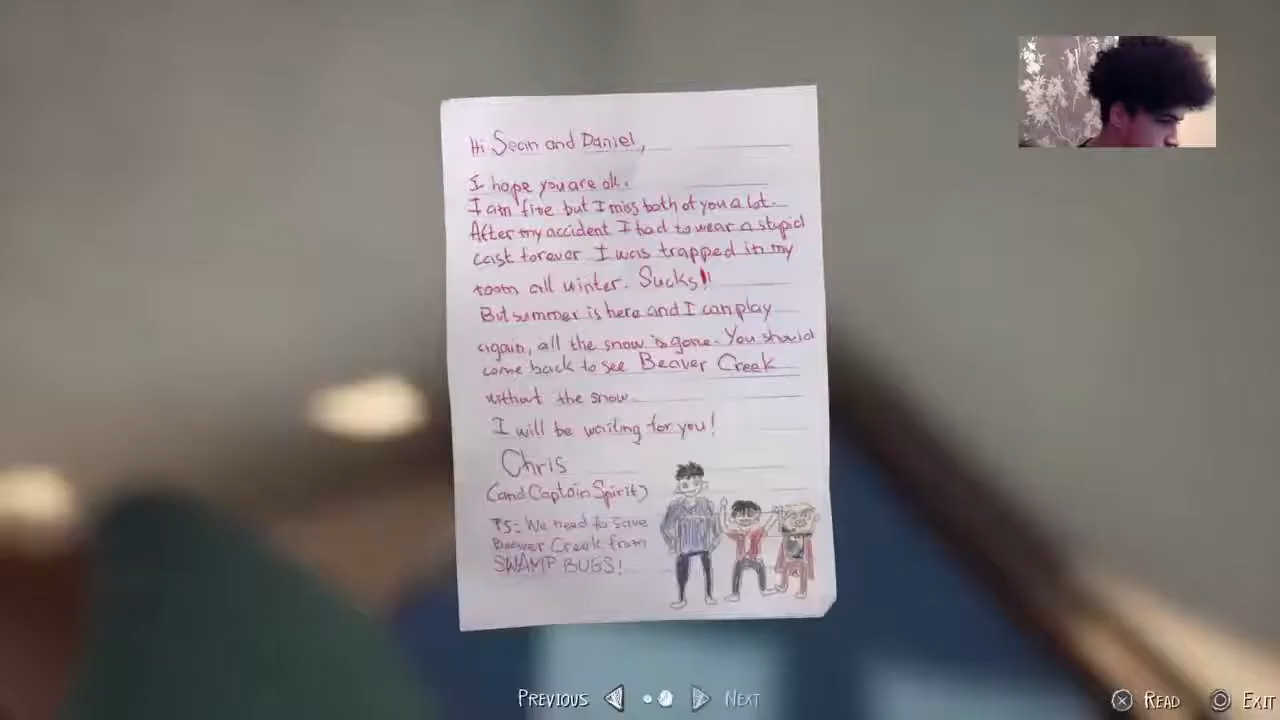 Hi Sean and Daniel,
I hope you are ok.
I am fine but I miss both of you a lot.
After my accident I had to wear a stupid
cast forever I was trapped in my
room all winter. Sucks!!
But summer is here and I can play
again, all the snow is gone. You should
come back to see Beaver Creek
without the snow
I will be waiting for you!
Chris
(and Captain Spirit)
PS: We need to save
Beaver Creek from
SWAMP BUGS!
PREVIOUS
NEXT
READ
EXIT